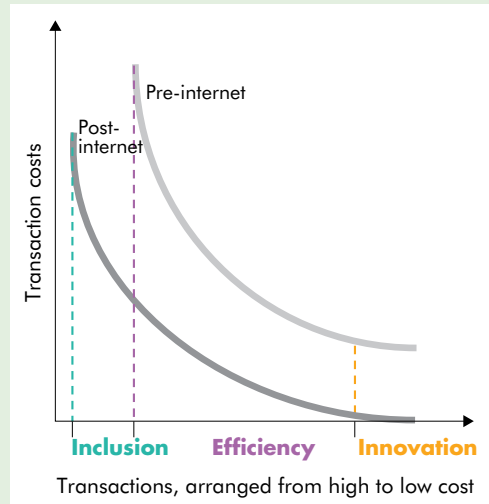 Transaction costs
Pre-internet
Post-
internet
Inclusion Efficiency Innovation
Transactions, arranged from high to low cost